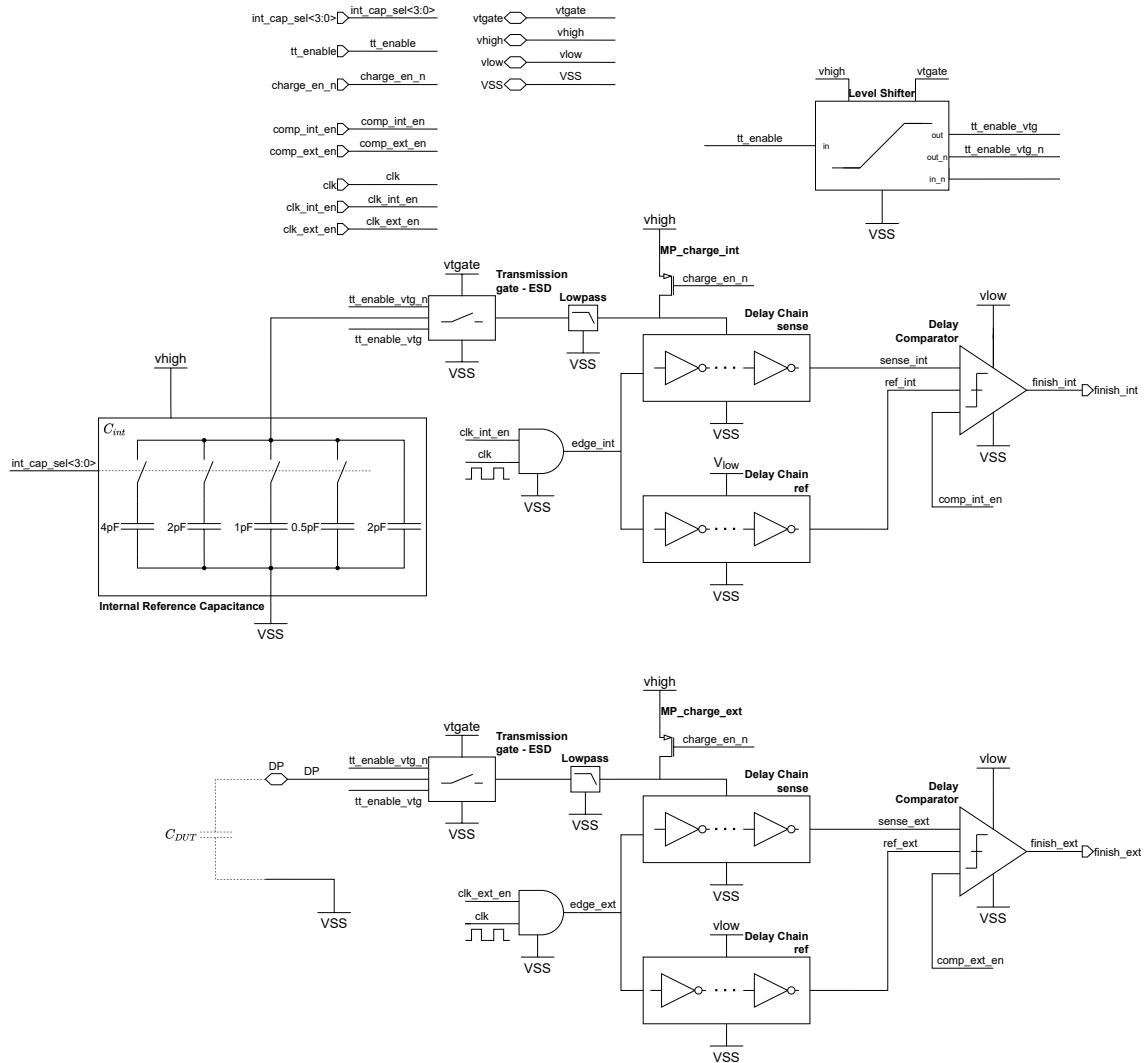 int_cap_sel<3:0> int_cap_sel<3:0>
tt_enable tt_enable
charge_en_n charge_en_n
comp_int_en comp_int_en
comp_ext_en comp_ext_en
clk clk
clk_int_en clk_int_en
clk_ext_en clk_ext_en
vtgate vtgate
vhigh vhigh
vlow vlow
VSS VSS
vhigh vtgate
Level Shifter
tt_enable in
out tt_enable_vtg
out_n tt_enable_vtg_n
in_n
VSS
vtgate
Transmission
gate - ESD
tt_enable_vtg_n
tt_enable_vtg
VSS
Lowpass
VSS
vhigh
MP_charge_int
charge_en_n
Delay Chain
sense
VSS
vlow
Delay
Comparator
sense_int
ref_int
finish_int finish_int
VSS
comp_int_en
clk_int_en
clk
edge_int
VSS
Vlow
Delay Chain
ref
VSS
vhigh
Cint
int_cap_sel<3:0>
4pF 2pF 1pF 0.5pF 2pF
Internal Reference Capacitance
VSS
DP DP
CDUT
VSS
vtgate
Transmission
gate - ESD
tt_enable_vtg_n
tt_enable_vtg
VSS
Lowpass
VSS
vhigh
MP_charge_ext
charge_en_n
Delay Chain
sense
VSS
vlow
Delay
Comparator
sense_ext
ref_ext
finish_ext finish_ext
VSS
comp_ext_en
clk_ext_en
clk
edge_ext
VSS
vlow
Delay Chain
ref
VSS